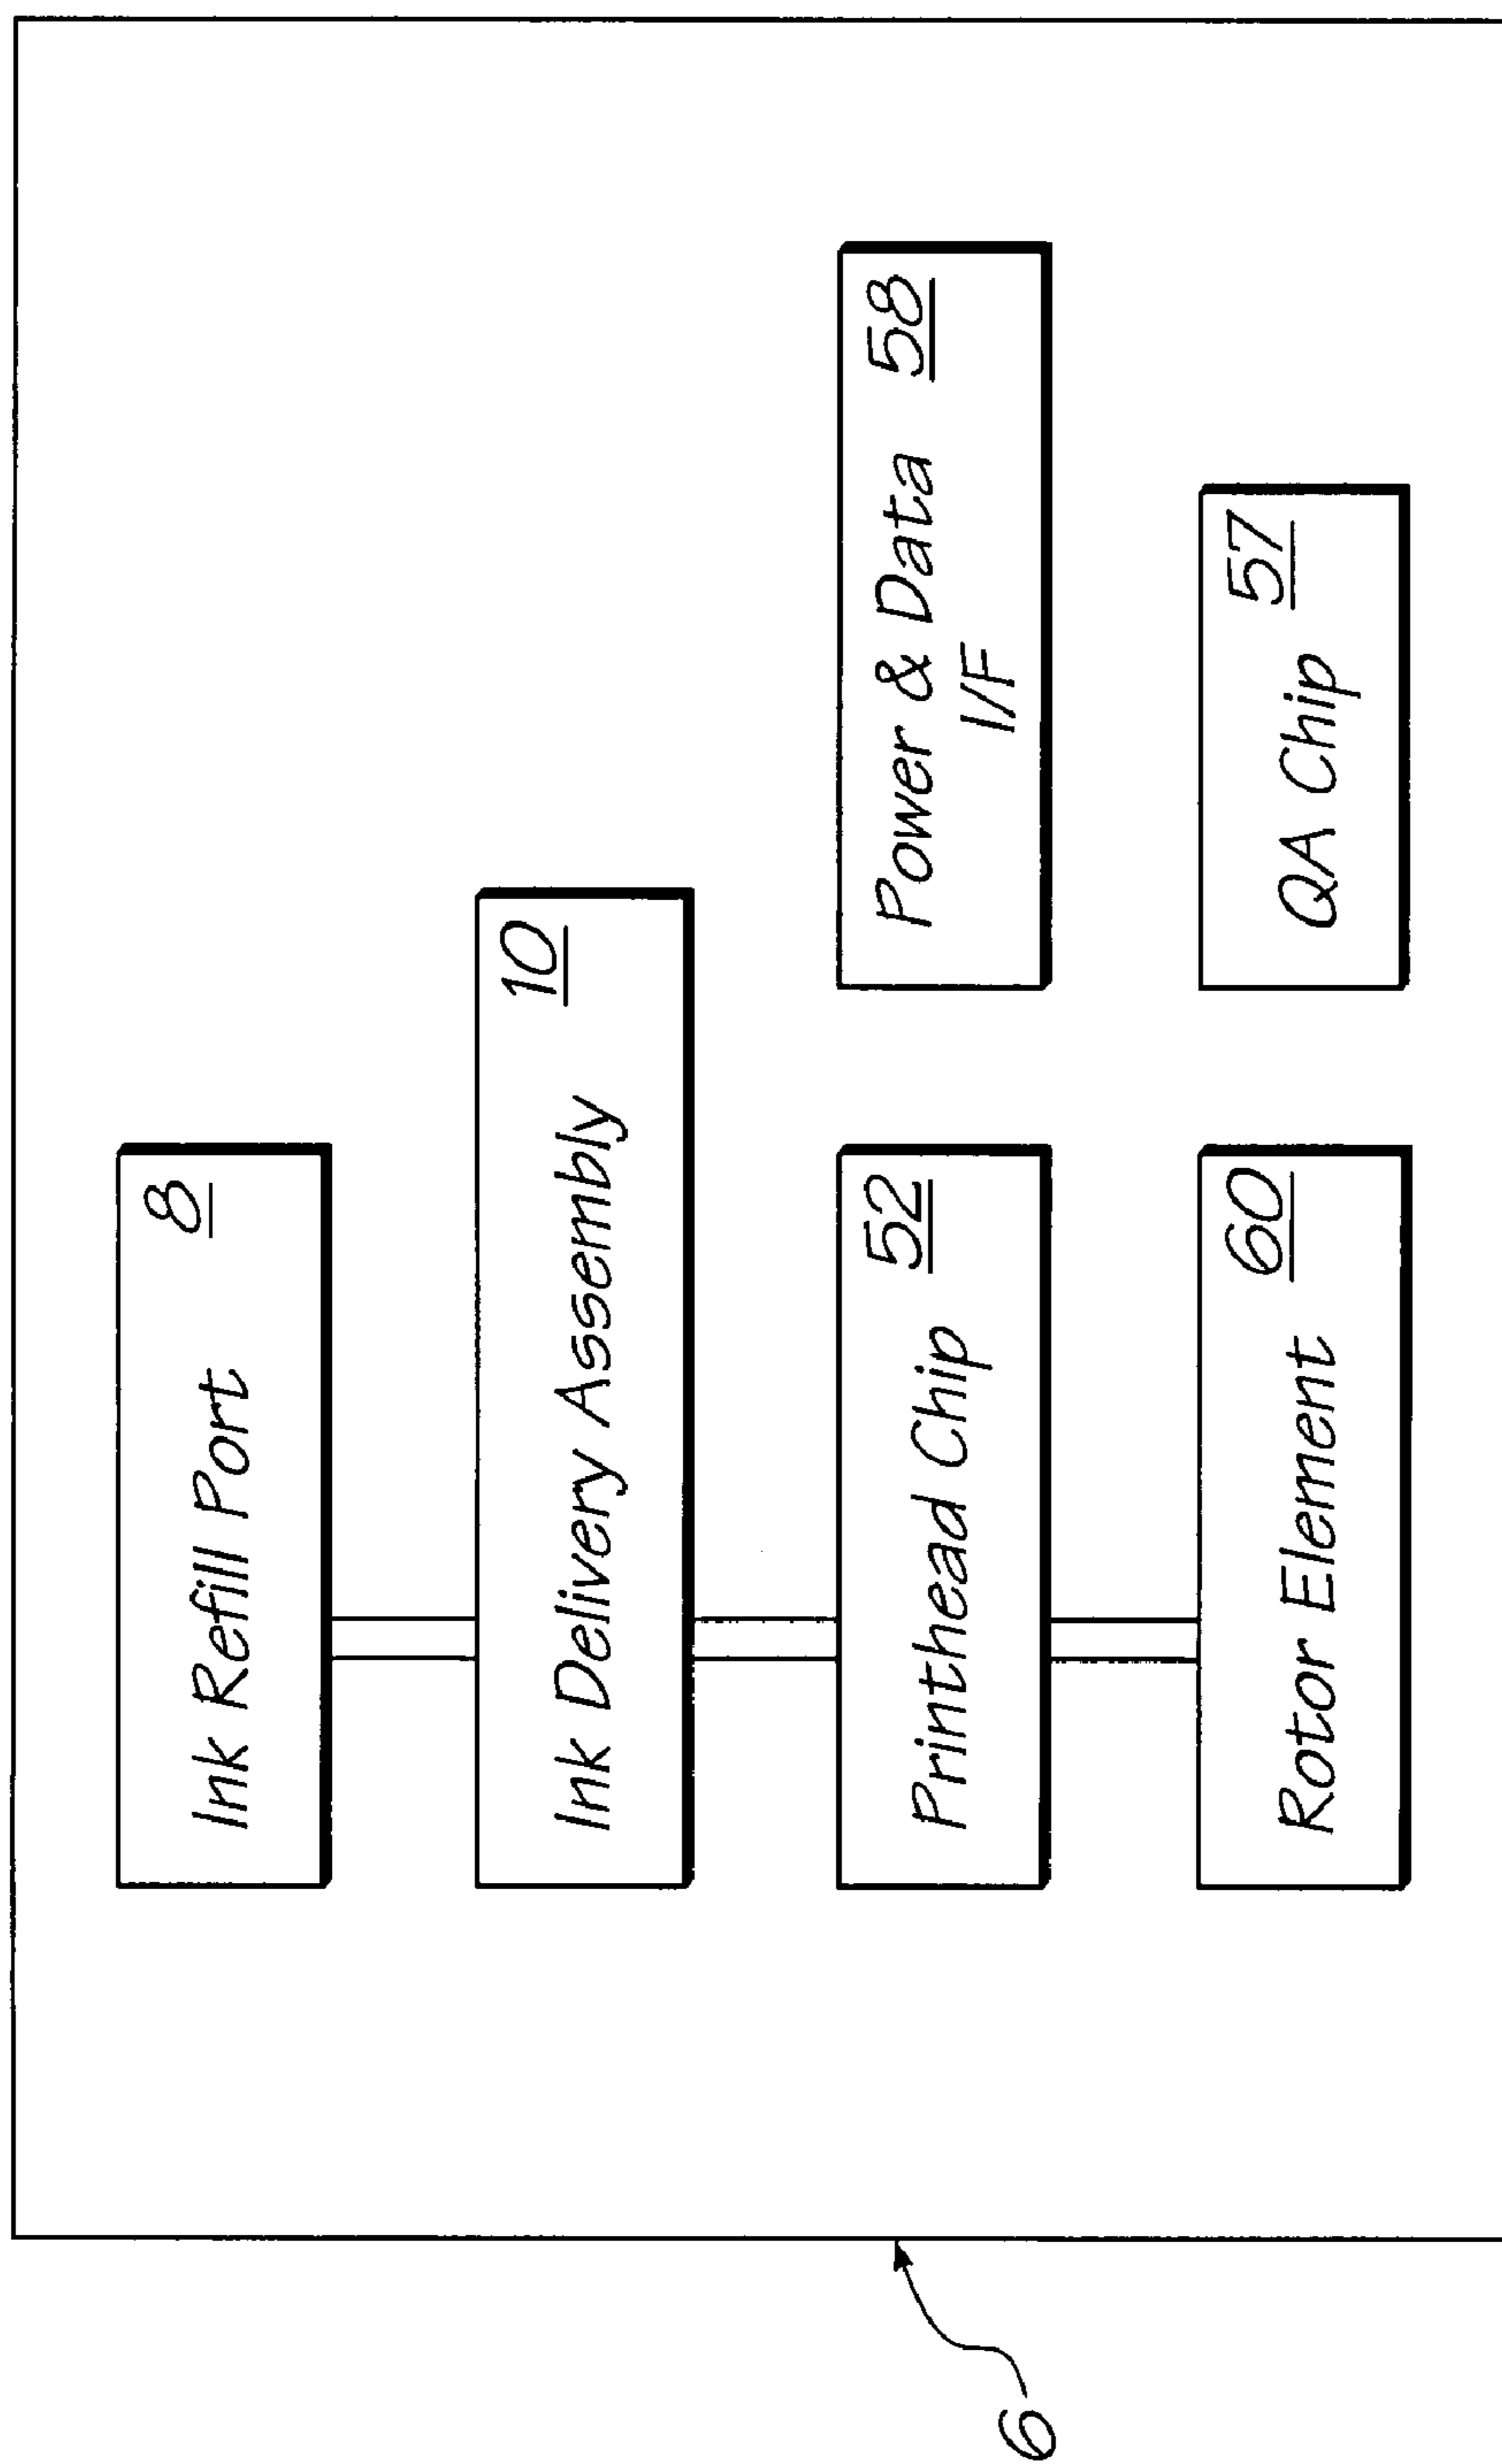 Ink Refill Port 8
Ink Delivery Assembly 10
Printhead Chip 52
Power & Data 58
I/F
Rotor Element 60
QA Chip 57
6